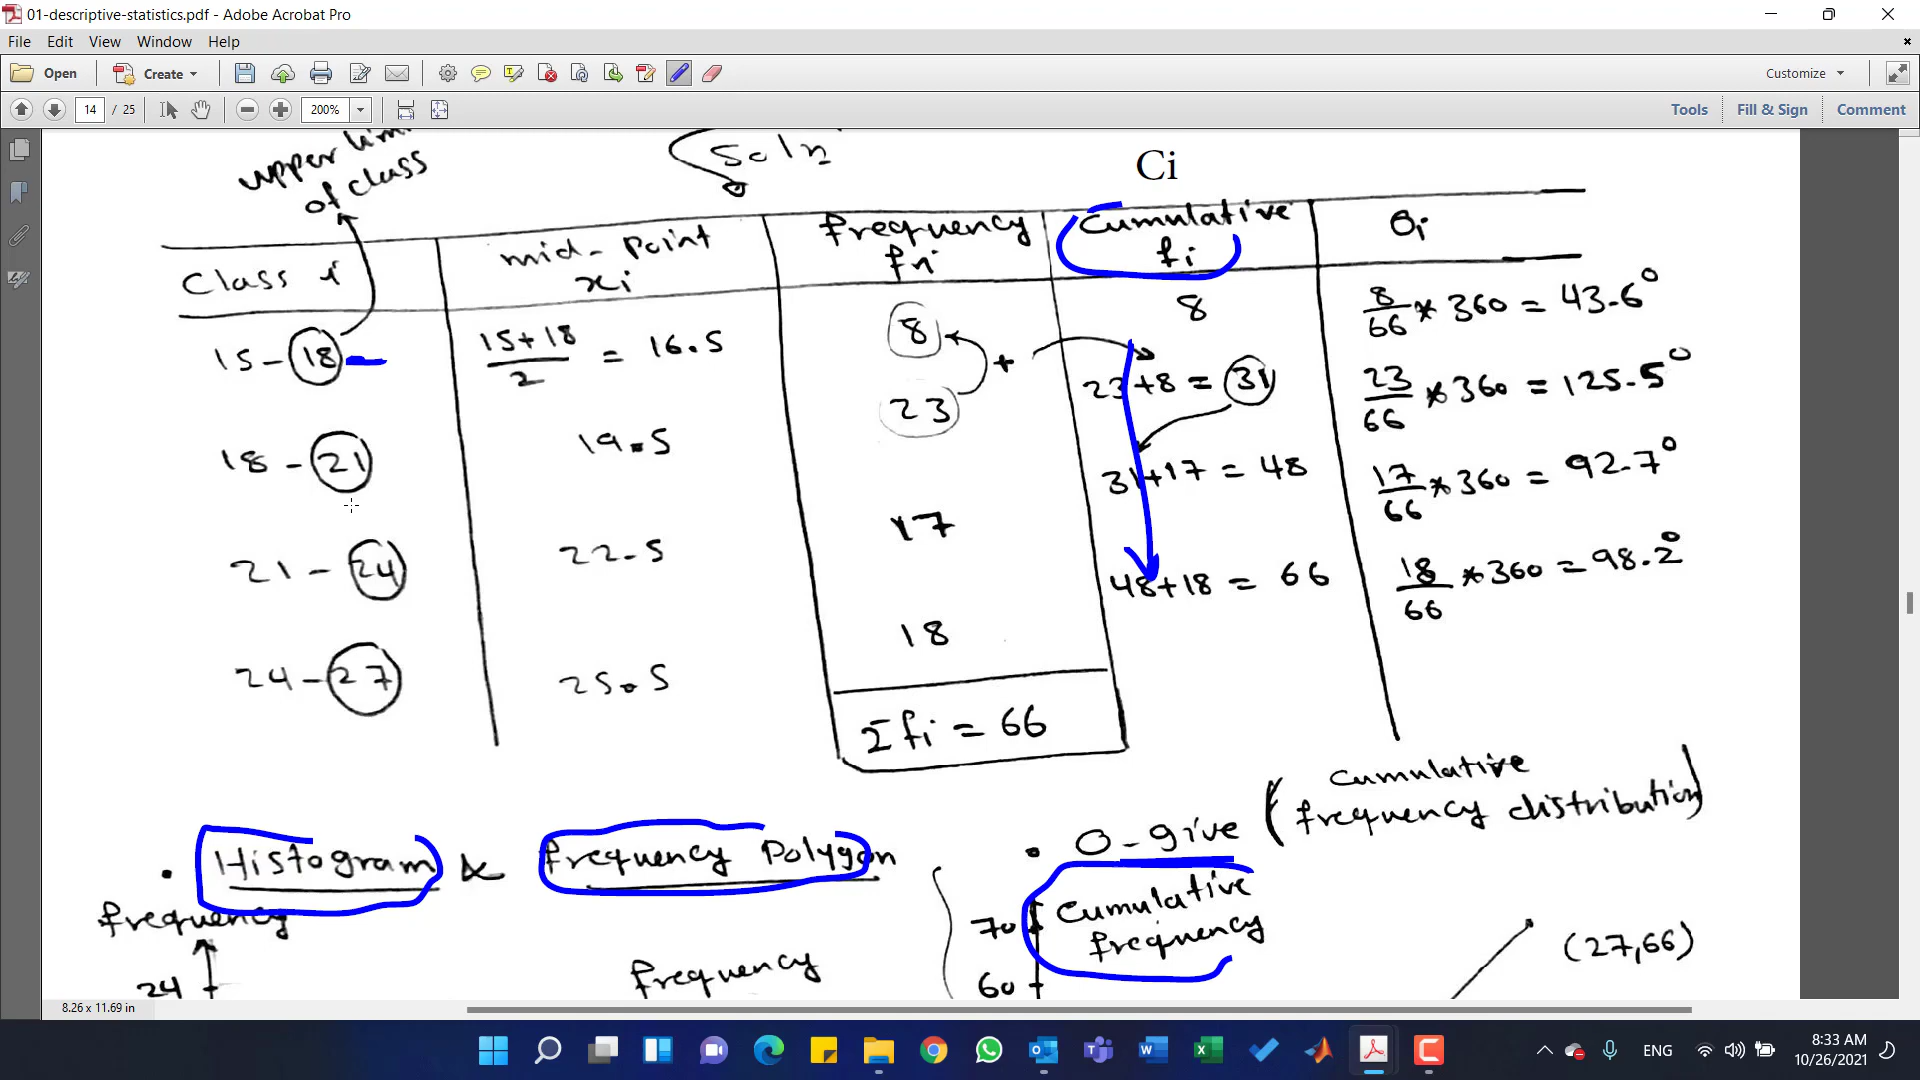 01-descriptive-statistics.pdf - Adobe Acrobat Pro
File Edit View Window Help
Open Create Customize
14 / 25 200% Tools Fill & Sign Comment
upper limi
of class
Soln
Ci
Class i mid-point xi Frequency fi Cumulative fi θi
15 - 18 15+18/2 = 16.5 8 8 8/66 * 360 = 43.6°
18 - 21 19.5 23 + 23+8 = 31 23/66 * 360 = 125.5°
21 - 24 22.5 17 31+17 = 48 17/66 * 360 = 92.7°
24 - 27 25.5 18 48+18 = 66 18/66 * 360 = 98.2°
Σfi = 66
• Histogram & frequency Polygon
• O-give (Cumulative
frequency distribution)
frequency
24
frequency
Cumulative
frequency
70
60
(27,66)
8.26 x 11.69 in
ENG
8:33 AM
10/26/2021